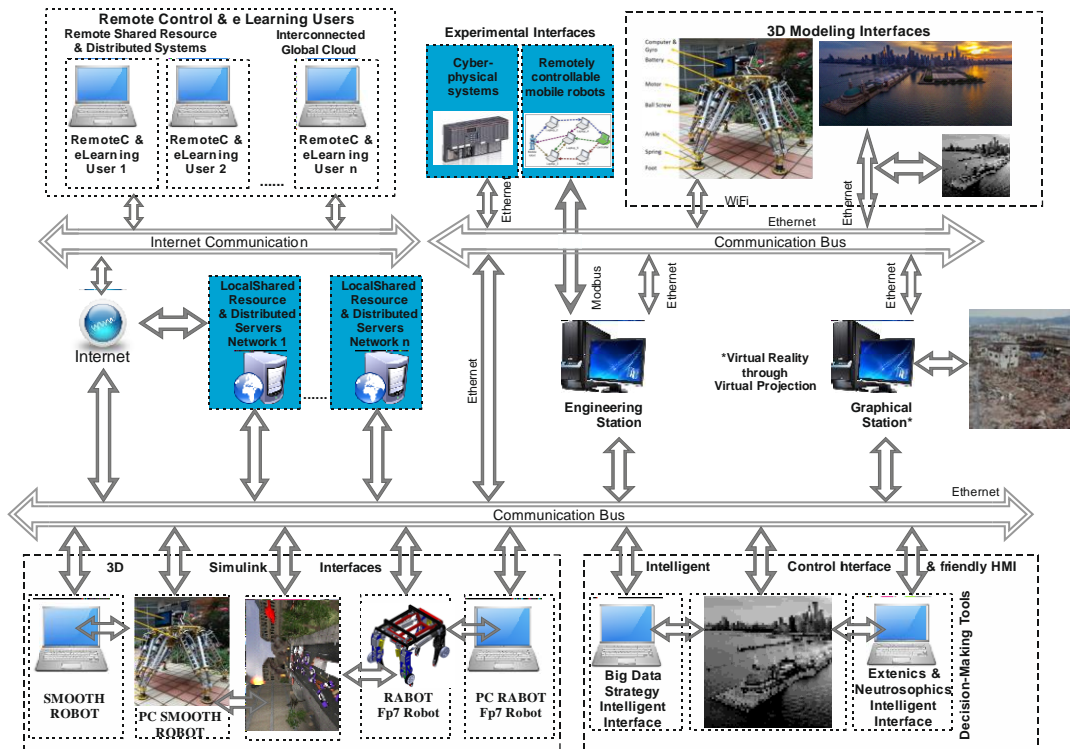 Remote Control & e Learning Users
Remote Shared Resource
& Distributed Systems
Interconnected
Global Cloud
RemoteC &
eLearning
User 1
RemoteC &
eLearning
User 2
......
RemoteC &
eLearning
User n
Experimental Interfaces
Cyber-
physical
systems
Remotely
controllable
mobile robots
3D Modeling Interfaces
Computer &
Gyro
Battery
Motor
Ball Screw
Ankle
Spring
Foot
Ethernet
WiFi
Ethernet
Ethernet
Internet Communication
Communication Bus
WWW
Internet
LocalShared
Resource
& Distributed
Servers
Network 1
......
LocalShared
Resource
& Distributed
Servers
Network n
Ethernet
Modbus
Ethernet
Ethernet
Engineering
Station
*Virtual Reality
through
Virtual Projection
Graphical
Station*
Ethernet
Communication Bus
3D
Simulink
Interfaces
SMOOTH
ROBOT
PC SMOOTH
ROBOT
RABOT
Fp7 Robot
PC RABOT
Fp7 Robot
Intelligent
Control Interface
& friendly HMI
Big Data
Strategy
Intelligent
Interface
Extenics &
Neutrosophics
Intelligent
Interface
Decision-Making Tools